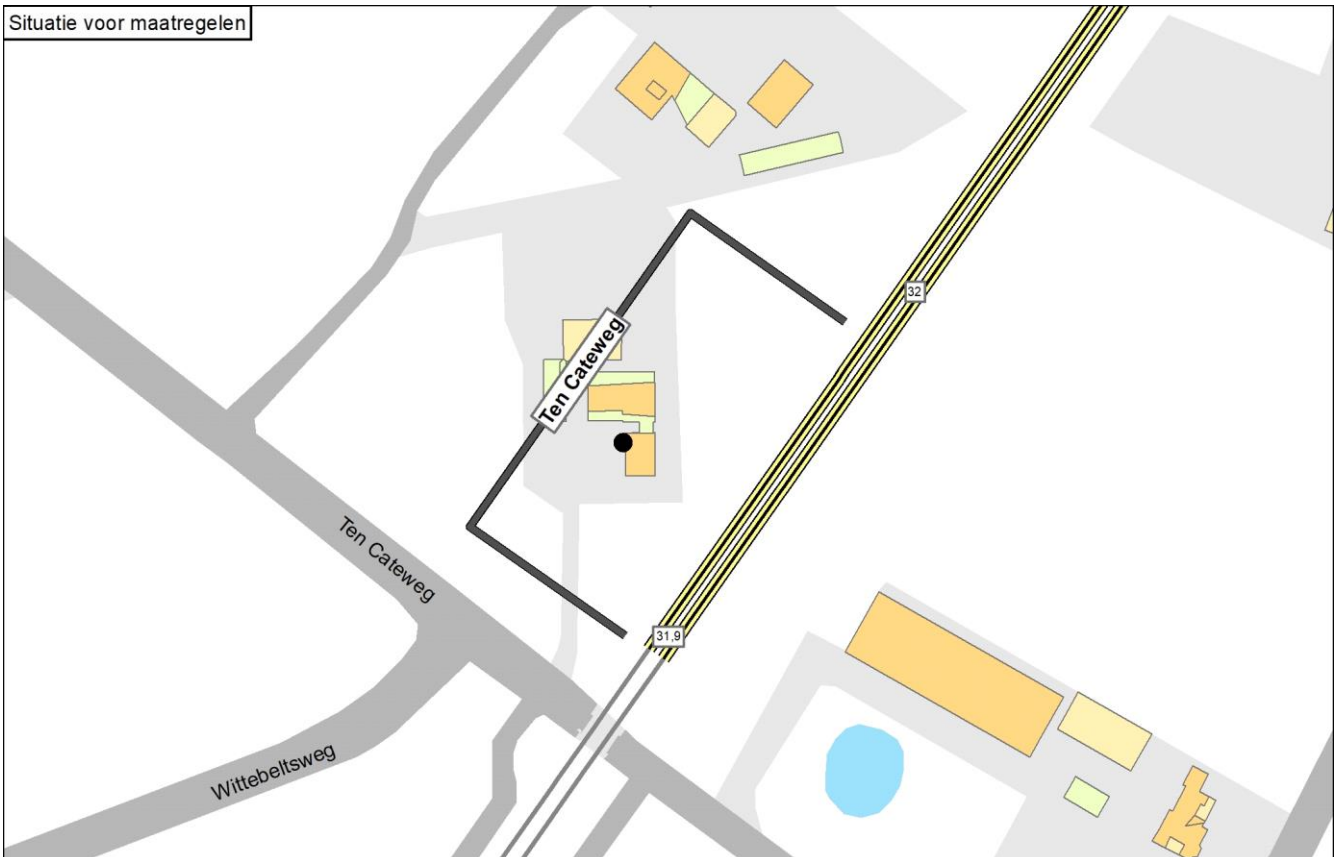 Situatie voor maatregelen
32
Ten Cateweg
Ten Cateweg
31,9
Wittebeltsweg